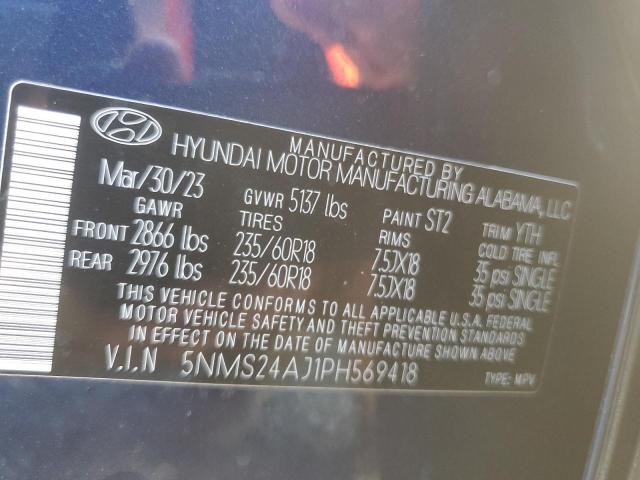 MANUFACTURED BY
HYUNDAI MOTOR MANUFACTURING ALABAMA, LLC
Mar/30/23 GVWR 5137 lbs PAINT ST2 TRIM YTH
GAWR TIRES RIMS COLD TIRE INFL.
FRONT 2866 lbs 235/60R18 7.5JX18 35 psi SINGLE
REAR 2976 lbs 235/60R18 7.5JX18 35 psi SINGLE
THIS VEHICLE CONFORMS TO ALL APPLICABLE U.S.A. FEDERAL
MOTOR VEHICLE SAFETY AND THEFT PREVENTION STANDARDS
IN EFFECT ON THE DATE OF MANUFACTURE SHOWN ABOVE.
V.I.N 5NMS24AJ1PH569418 TYPE: MPV